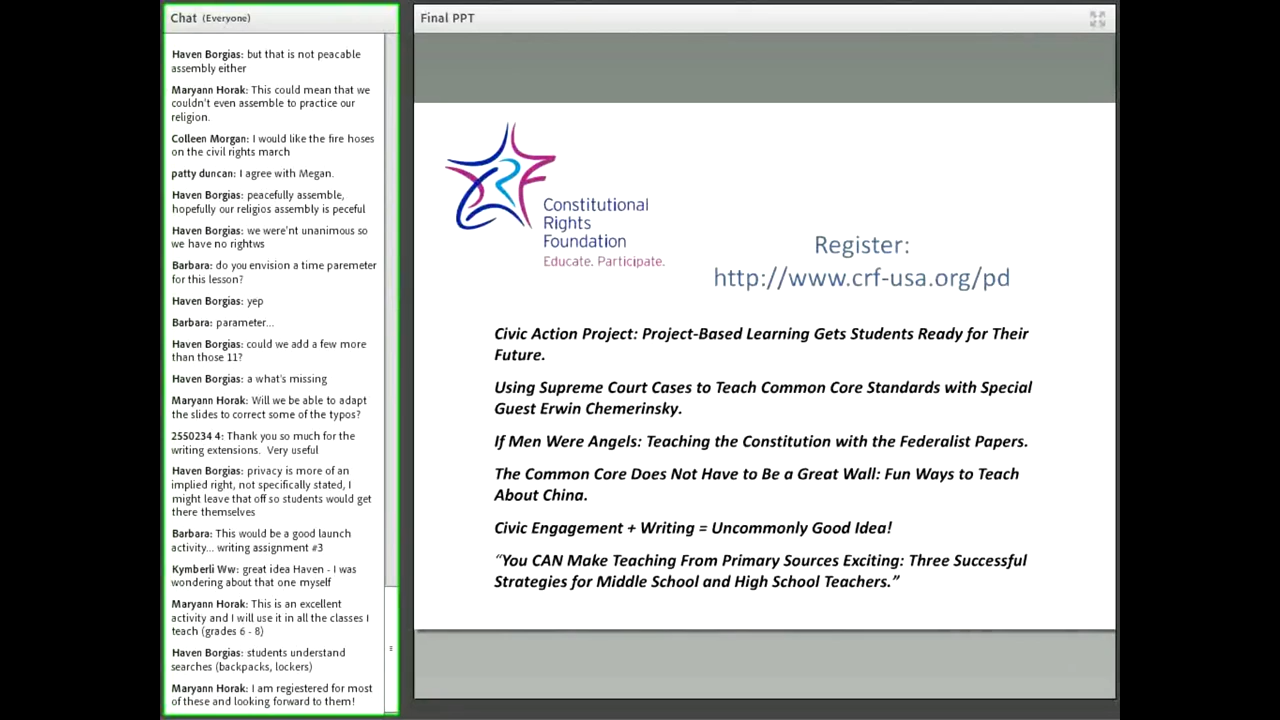 Chat (Everyone)
Haven Borgias: but that is not peacable
assembly either
Maryann Horak: This could mean that we
couldn't even assemble to practice our
religion.
Colleen Morgan: I would like the fire hoses
on the civil rights march
patty duncan: I agree with Megan.
Haven Borgias: peacefully assemble,
hopefully our religios assembly is peceful
Haven Borgias: we were'nt unanimous so
we have no rightws
Barbara: do you envision a time paremeter
for this lesson?
Haven Borgias: yep
Barbara: parameter...
Haven Borgias: could we add a few more
than those 11?
Haven Borgias: a what's missing
Maryann Horak: Will we be able to adapt
the slides to correct some of the typos?
2550234 4: Thank you so much for the
writing extensions. Very useful
Haven Borgias: privacy is more of an
implied right, not specifically stated, I
might leave that off so students would get
there themselves
Barbara: This would be a good launch
activity... writing assignment #3
Kymberli Ww: great idea Haven - I was
wondering about that one myself
Maryann Horak: This is an excellent
activity and I will use it in all the classes I
teach (grades 6 - 8)
Haven Borgias: students understand
searches (backpacks, lockers)
Maryann Horak: I am regiestered for most
of these and looking forward to them!
Final PPT
CRF
Constitutional
Rights
Foundation
Educate. Participate.
Register:
http://www.crf-usa.org/pd
Civic Action Project: Project-Based Learning Gets Students Ready for Their
Future.
Using Supreme Court Cases to Teach Common Core Standards with Special
Guest Erwin Chemerinsky.
If Men Were Angels: Teaching the Constitution with the Federalist Papers.
The Common Core Does Not Have to Be a Great Wall: Fun Ways to Teach
About China.
Civic Engagement + Writing = Uncommonly Good Idea!
“You CAN Make Teaching From Primary Sources Exciting: Three Successful
Strategies for Middle School and High School Teachers.”